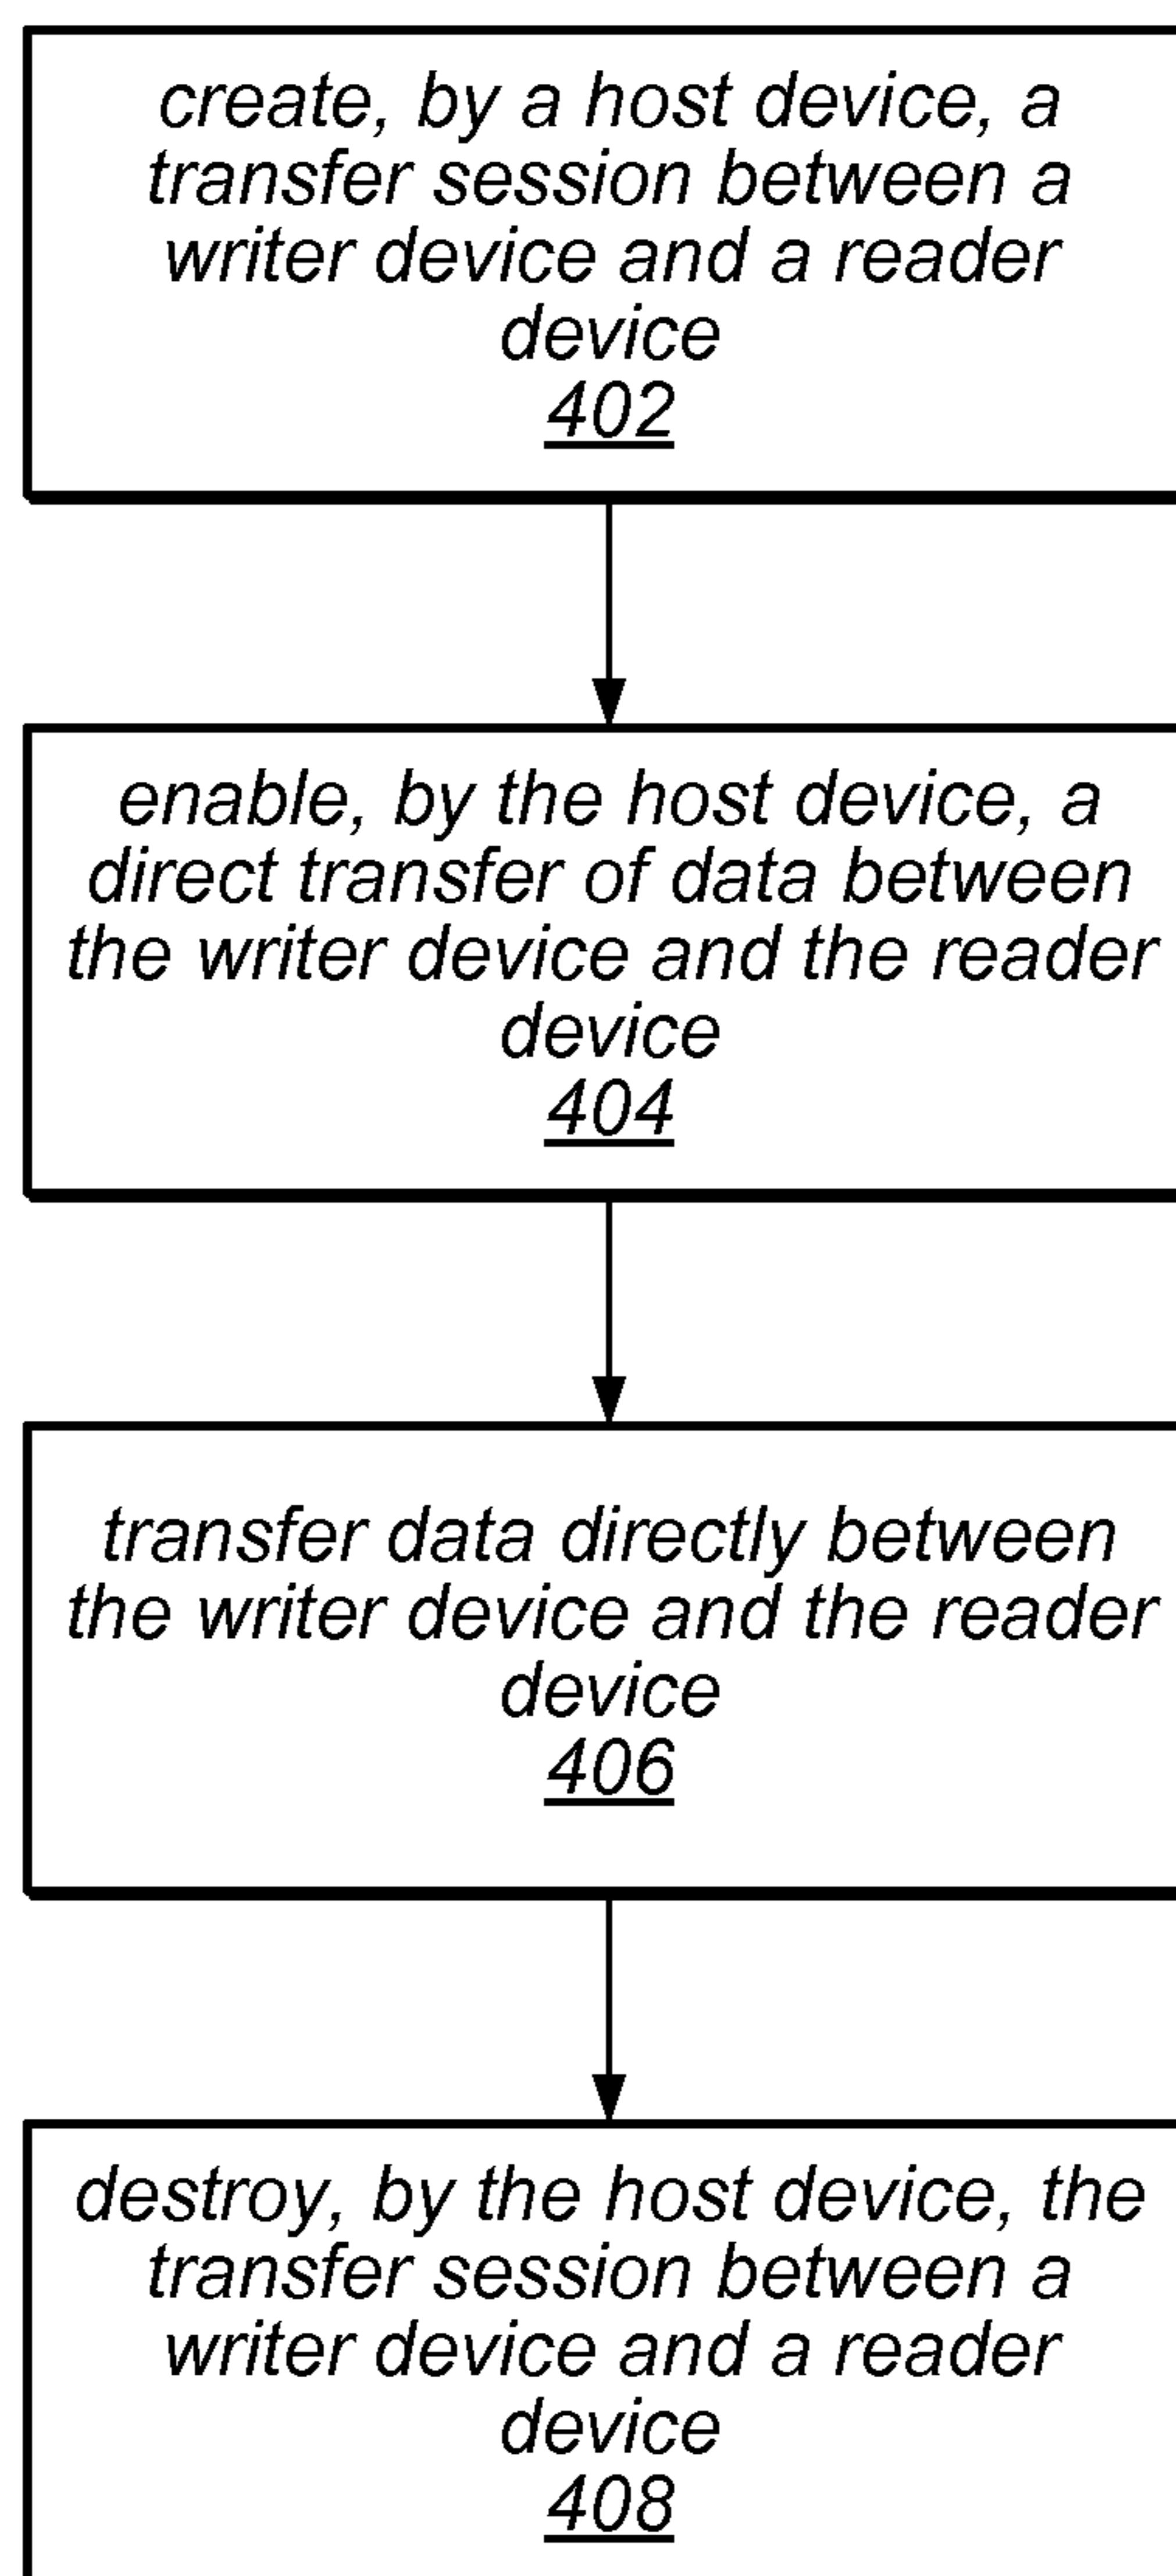 create, by a host device, a
transfer session between a
writer device and a reader
device
402
enable, by the host device, a
direct transfer of data between
the writer device and the reader
device
404
transfer data directly between
the writer device and the reader
device
406
destroy, by the host device, the
transfer session between a
writer device and a reader
device
408